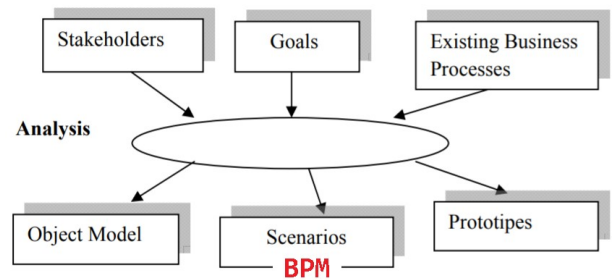 Stakeholders
Goals
Existing Business
Processes
Analysis
Object Model
Scenarios
BPM
Prototipes